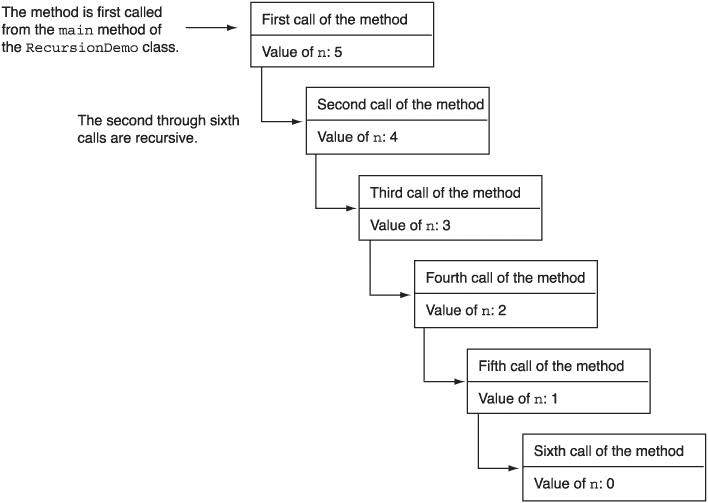 The method is first called
from the main method of
the RecursionDemo class.
First call of the method
Value of n: 5
The second through sixth
calls are recursive.
Second call of the method
Value of n: 4
Third call of the method
Value of n: 3
Fourth call of the method
Value of n: 2
Fifth call of the method
Value of n: 1
Sixth call of the method
Value of n: 0